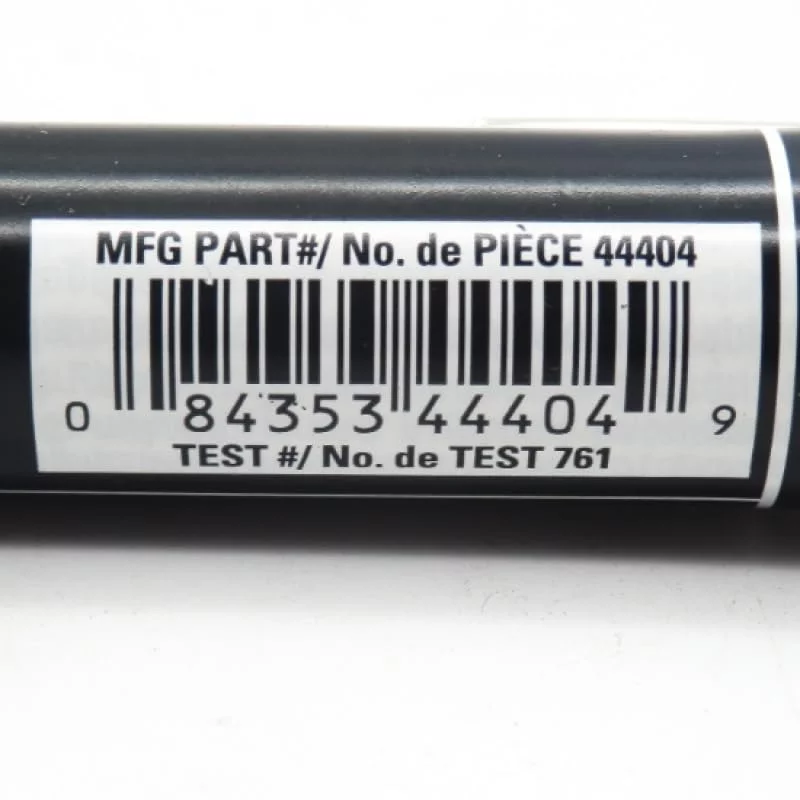 MFG PART#/ No. de PIÈCE 44404
0 84353 44404 9
TEST #/ No. de TEST 761